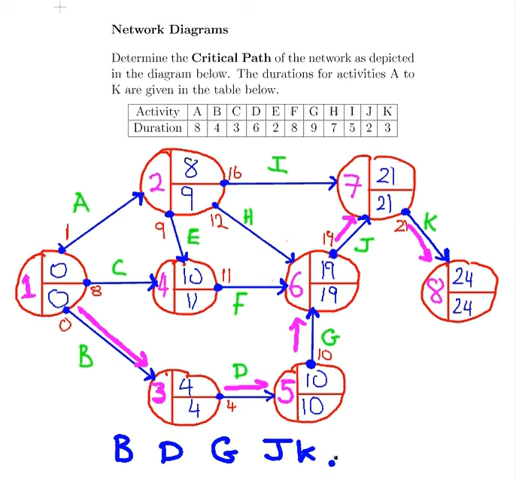 Network Diagrams
Determine the Critical Path of the network as depicted
in the diagram below. The durations for activities A to
K are given in the table below.
Activity A B C D E F G H I J K
Duration 8 4 3 6 2 8 9 7 5 2 3
2 8 16 I 7 21
9 21
A H K
1 9 E 12 19 J 21
1 0 C 4 10 11 6 19 8 24
0 8 11 F 19 24
0 G
B D 10
3 4 5 10
4 4 10
B D G J K.